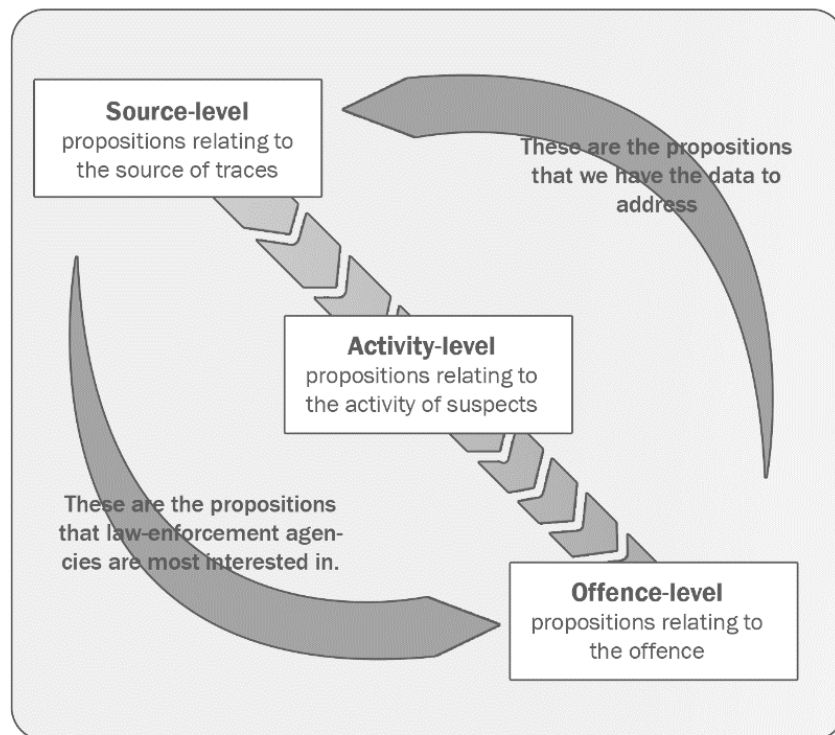 Source-level
propositions relating to
the source of traces
These are the propositions
that we have the data to
address
Activity-level
propositions relating to
the activity of suspects
These are the propositions
that law-enforcement agen-
cies are most interested in.
Offence-level
propositions relating to
the offence